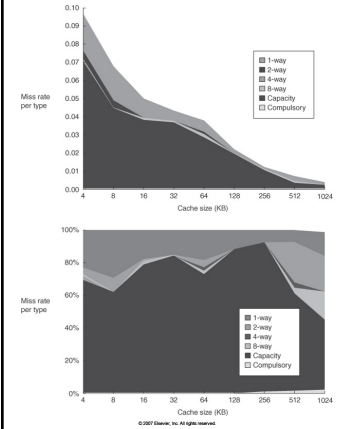 0.10
0.09
0.08
0.07
0.06
0.05
0.04
0.03
0.02
0.01
0.00
Miss rate
per type
1-way
2-way
4-way
8-way
Capacity
Compulsory
4 8 16 32 64 128 256 512 1024
Cache size (KB)
100%
80%
60%
40%
20%
0%
Miss rate
per type
1-way
2-way
4-way
8-way
Capacity
Compulsory
4 8 16 32 64 128 256 512 1024
Cache size (KB)
© 2007 Elsevier, Inc. All rights reserved.